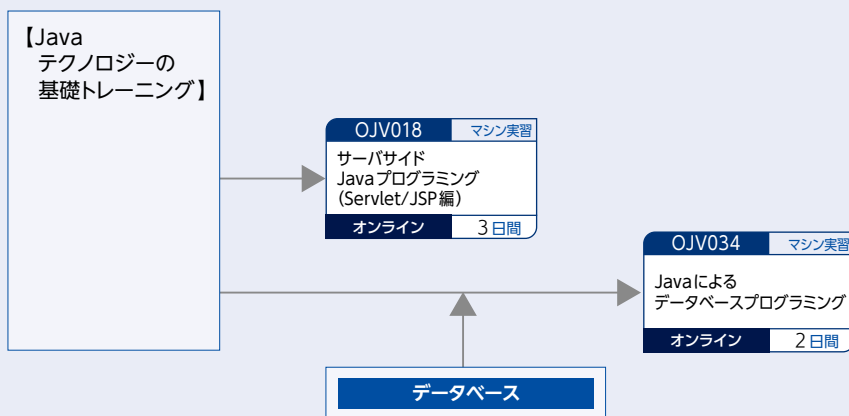 【Java
テクノロジーの
基礎トレーニング】
OJV018
マシン実習
サーバサイド
Javaプログラミング
(Servlet/JSP編)
オンライン
3日間
OJV034
マシン実習
Javaによる
データベースプログラミング
オンライン
2日間
データベース